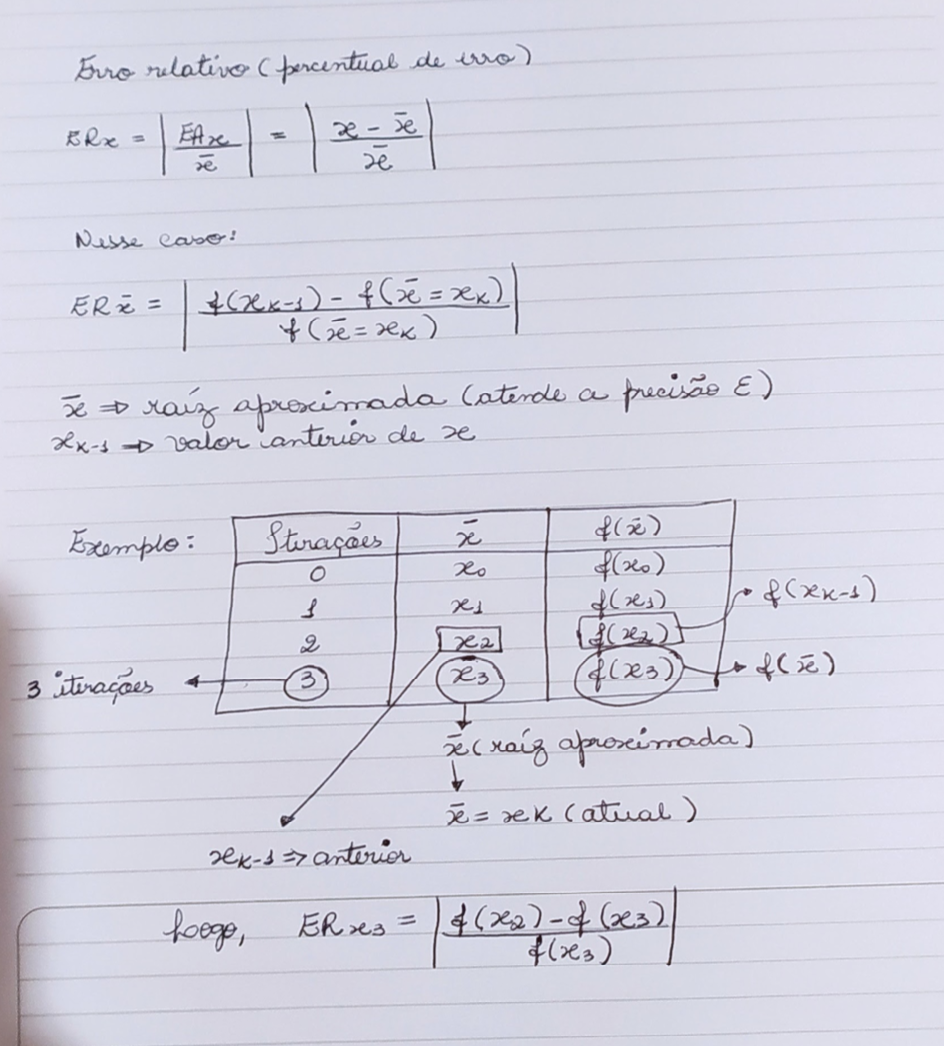 Erro relativo (percentual de erro)
ERx = |EAx / x̄| = |x - x̄ / x̄|
Nesse caso:
ERx̄ = |f(xK-1) - f(x̄ = xK) / f(x̄ = xK)|
x̄ ⇒ raíz aproximada (atende a precisão ε)
xK-1 ⇒ valor anterior de x
Exemplo: Iterações x̄ f(x̄)
0 x0 f(x0)
1 x1 f(x1) f(xK-1)
2 x2 f(x2)
3 iterações ← 3 x3 f(x3) → f(x̄)
x̄ (raíz aproximada)
x̄ = xK (atual)
xK-1 ⇒ anterior
Logo, ERx3 = |f(x2) - f(x3) / f(x3)|